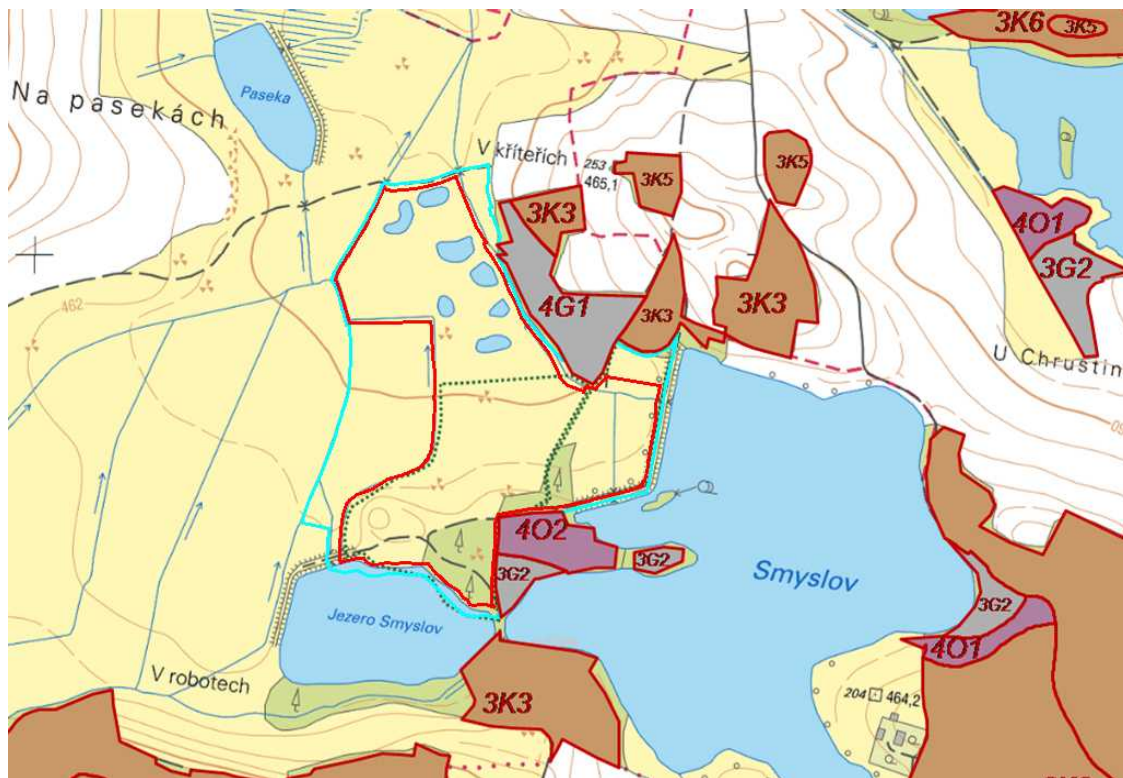 3K6
3K5
Paseka
Na pasekách
V kříteřích
253
465,1
3K5
3K3
4O1
3G2
462
4G1
3K3
3K3
U Chrustin
60
4O2
3G2
3G2
Smyslov
Jezero Smyslov
3G2
4O1
V robotech
3K3
204
464,2